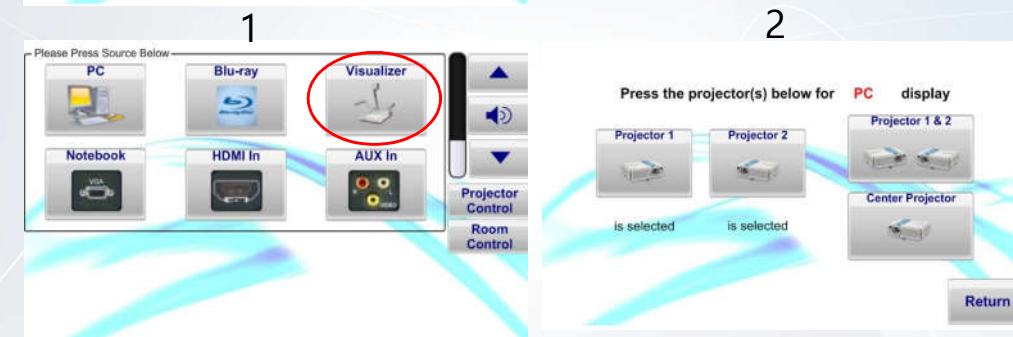 1
Please Press Source Below
PC
Blu-ray
Visualizer
Notebook
HDMI In
AUX In
VGA
R
L
VIDEO
Projector
Control
Room
Control
2
Press the projector(s) below for PC display
Projector 1
Projector 2
Projector 1 & 2
Center Projector
is selected
is selected
Return